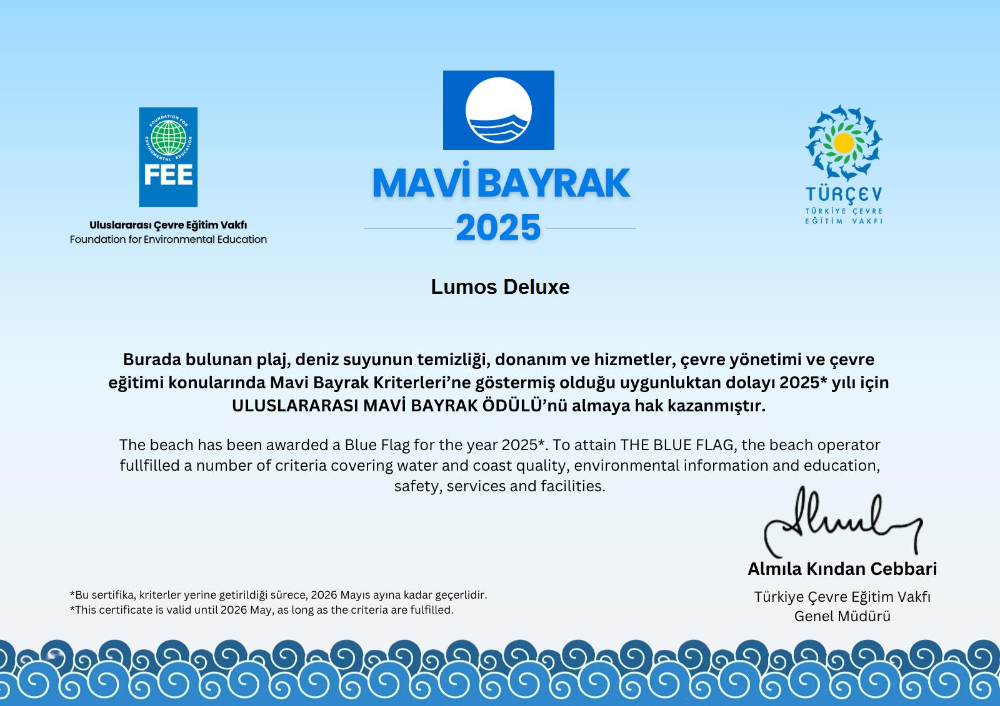 FOUNDATION FOR
ENVIROMENTAL EDUCATION
FEE
Uluslararası Çevre Eğitim Vakfı
Foundation for Environmental Education
MAVİ BAYRAK
2025
TÜRÇEV
TÜRKİYE ÇEVRE
EĞİTİM VAKFI
Lumos Deluxe
Burada bulunan plaj, deniz suyunun temizliği, donanım ve hizmetler, çevre yönetimi ve çevre
eğitimi konularında Mavi Bayrak Kriterleri’ne göstermiş olduğu uygunluktan dolayı 2025* yılı için
ULUSLARARASI MAVİ BAYRAK ÖDÜLÜ’nü almaya hak kazanmıştır.
The beach has been awarded a Blue Flag for the year 2025*. To attain THE BLUE FLAG, the beach operator
fullfilled a number of criteria covering water and coast quality, environmental information and education,
safety, services and facilities.
Almıla Kından Cebbari
Türkiye Çevre Eğitim Vakfı
Genel Müdürü
*Bu sertifika, kriterler yerine getirildiği sürece, 2026 Mayıs ayına kadar geçerlidir.
*This certificate is valid until 2026 May, as long as the criteria are fulfilled.